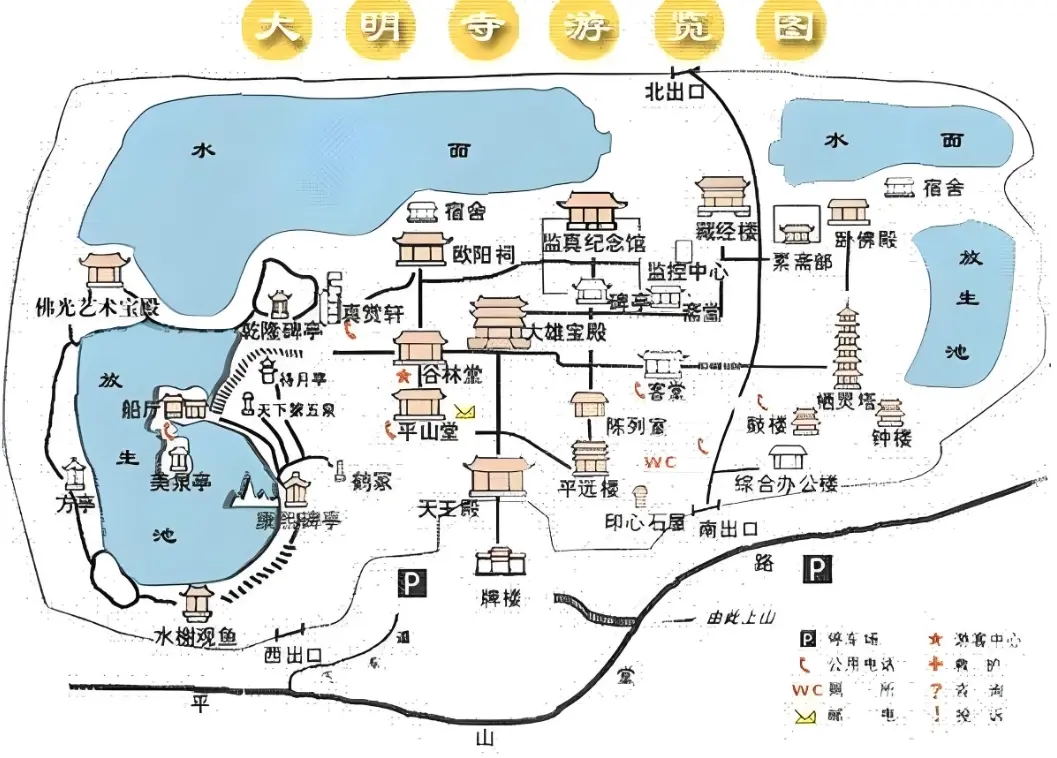 大明寺游览图
北出口
水面
水面
宿舍
宿舍
监真纪念馆
藏经楼
卧佛殿
欧阳祠
监控中心
素斋部
放生池
佛光艺术宝殿
乾隆碑亭
真赏轩
碑亭
斋堂
大雄宝殿
谷林堂
待月亭
天下第五泉
客堂
栖灵塔
放生池
船厅
平山堂
陈列室
鼓楼
钟楼
美泉亭
鹤冢
WC
平远楼
综合办公楼
方亭
康熙碑亭
天王殿
印心石屋
南出口
P
牌楼
路
P
水榭观鱼
由此上山
西出口
堂
平
山
P 停车场
游客中心
公用电话
救护
WC 厕所
? 咨询
邮电
! 投诉